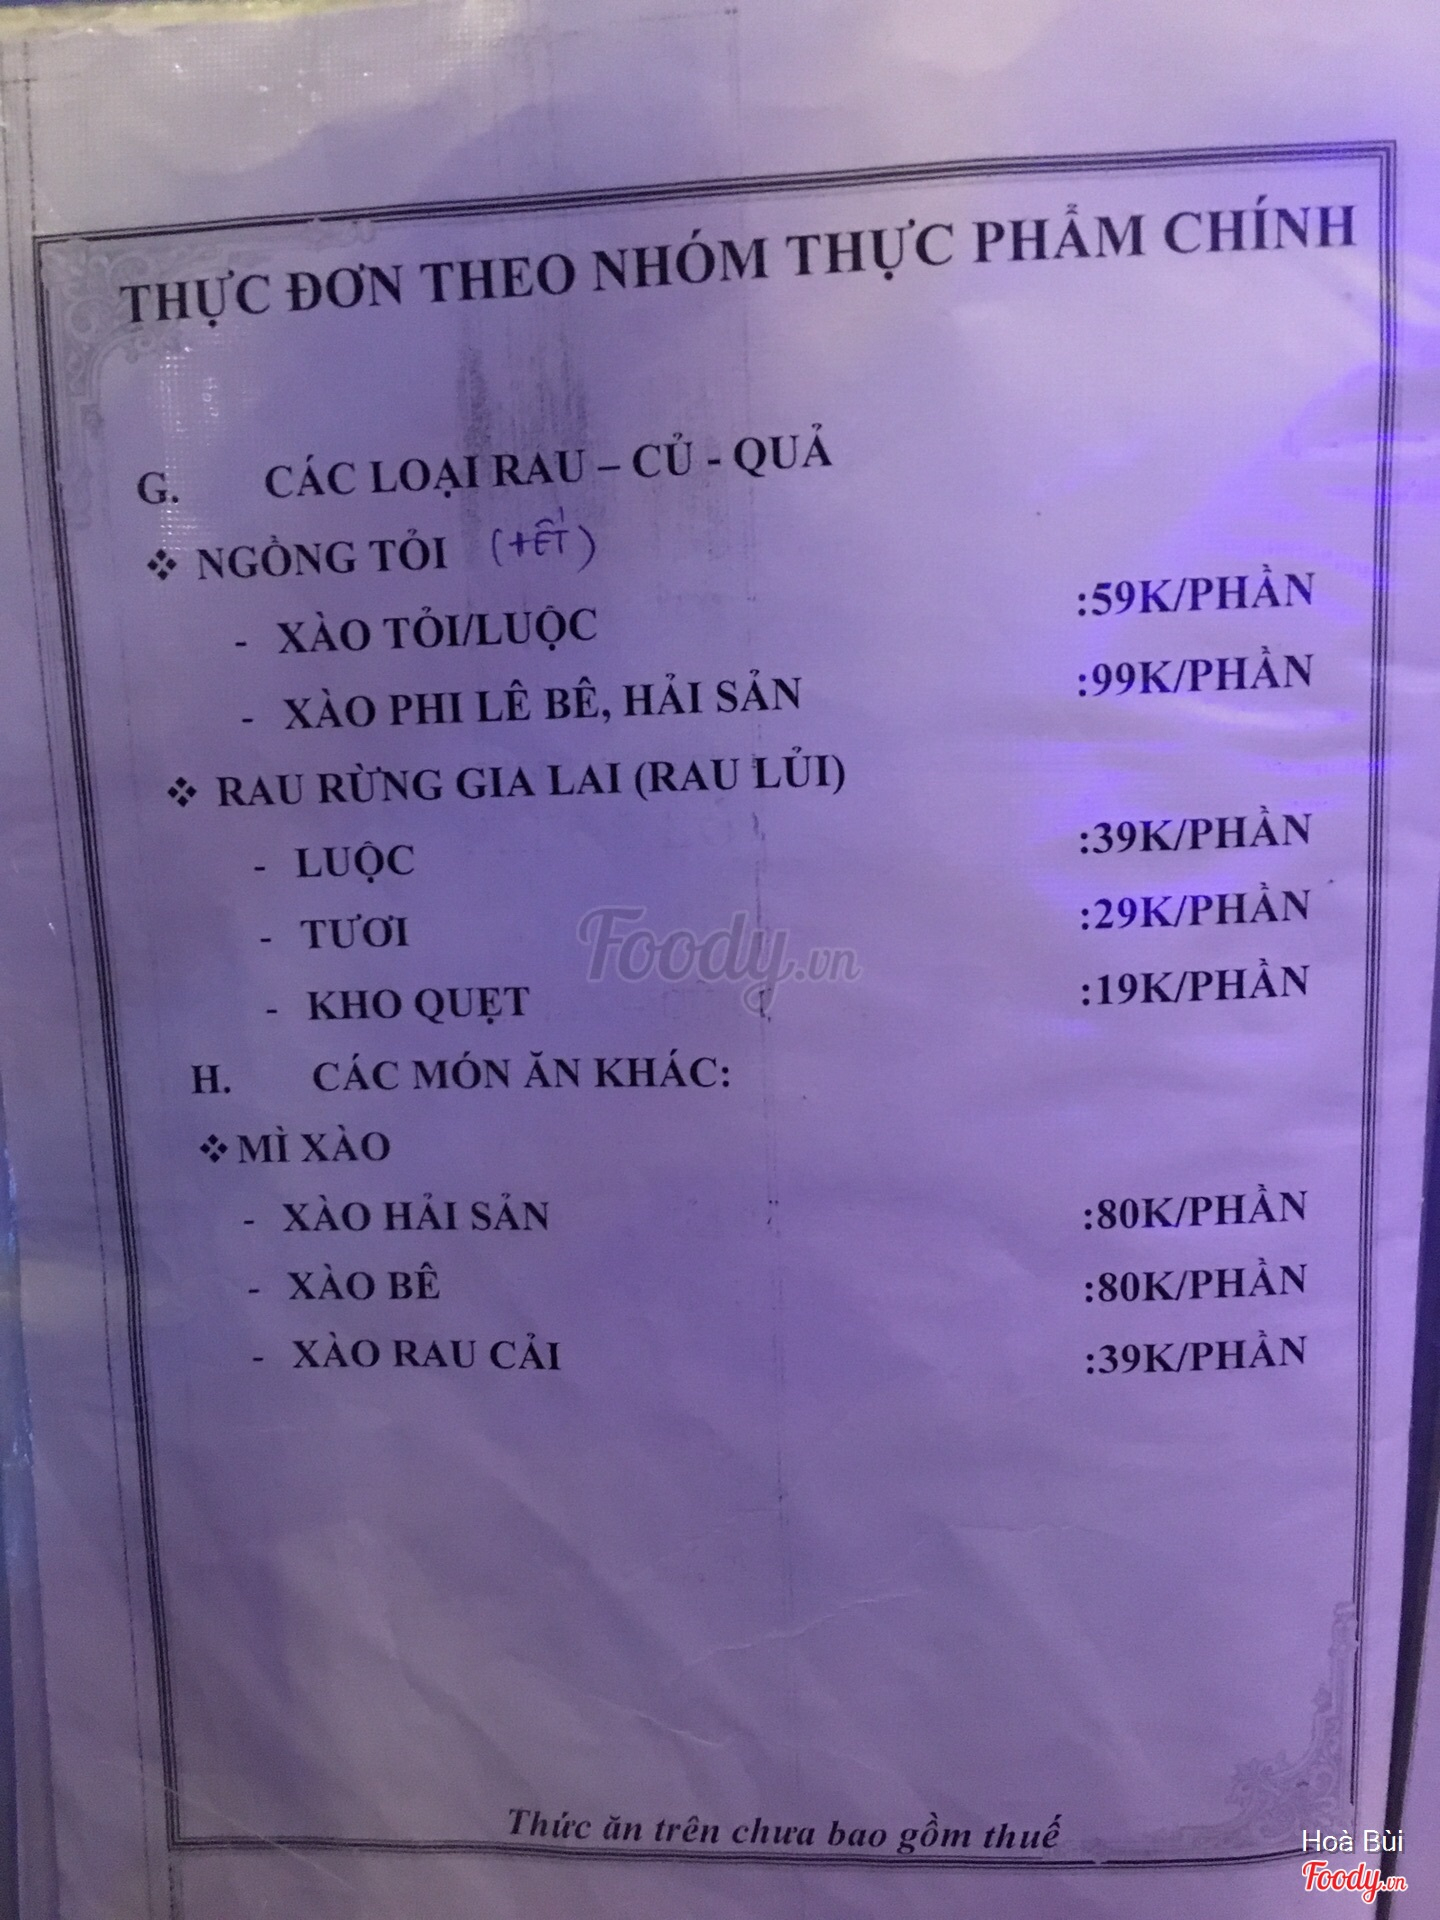 THỰC ĐƠN THEO NHÓM THỰC PHẨM CHÍNH
G. CÁC LOẠI RAU – CỦ - QUẢ
❖ NGỒNG TỎI (TẾT)
- XÀO TỎI/LUỘC :59K/PHẦN
- XÀO PHI LÊ BÊ, HẢI SẢN :99K/PHẦN
❖ RAU RỪNG GIA LAI (RAU LỦI)
- LUỘC :39K/PHẦN
- TƯƠI :29K/PHẦN
- KHO QUẸT :19K/PHẦN
H. CÁC MÓN ĂN KHÁC:
❖ MÌ XÀO
- XÀO HẢI SẢN :80K/PHẦN
- XÀO BÊ :80K/PHẦN
- XÀO RAU CẢI :39K/PHẦN
Thức ăn trên chưa bao gồm thuế
Foody.vn
Hoà Bùi
Foody.vn